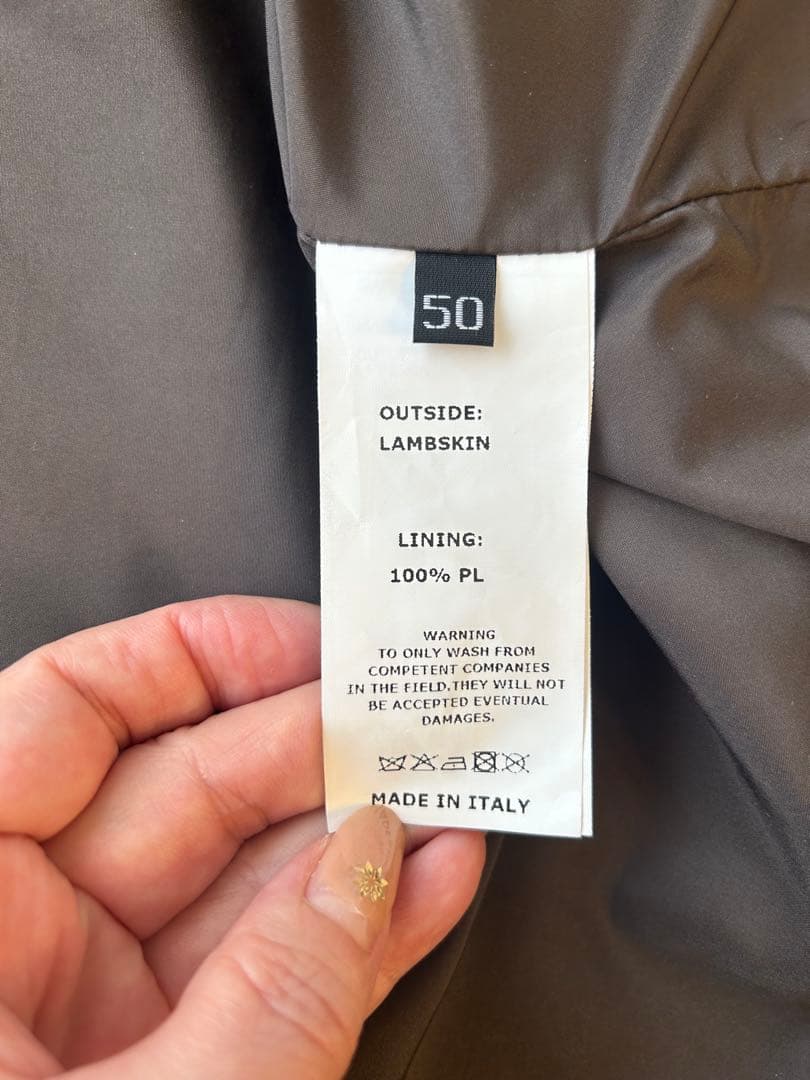 50
OUTSIDE:
LAMBSKIN
LINING:
100% PL
WARNING
TO ONLY WASH FROM
COMPETENT COMPANIES
IN THE FIELD.THEY WILL NOT
BE ACCEPTED EVENTUAL
DAMAGES.
MADE IN ITALY